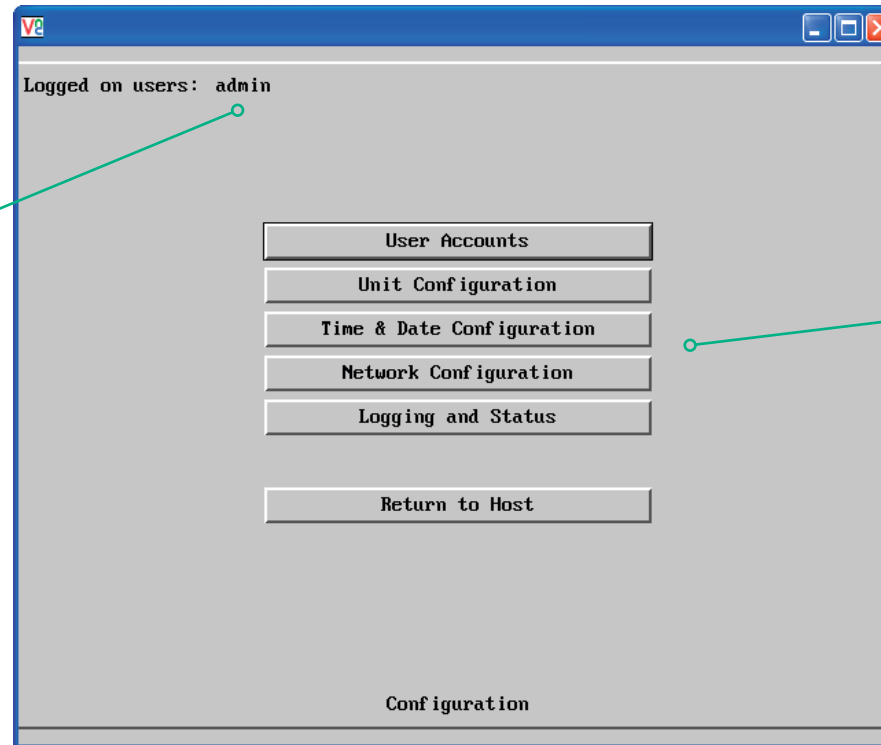 V2
Logged on users: admin
User Accounts
Unit Configuration
Time & Date Configuration
Network Configuration
Logging and Status
Return to Host
Configuration